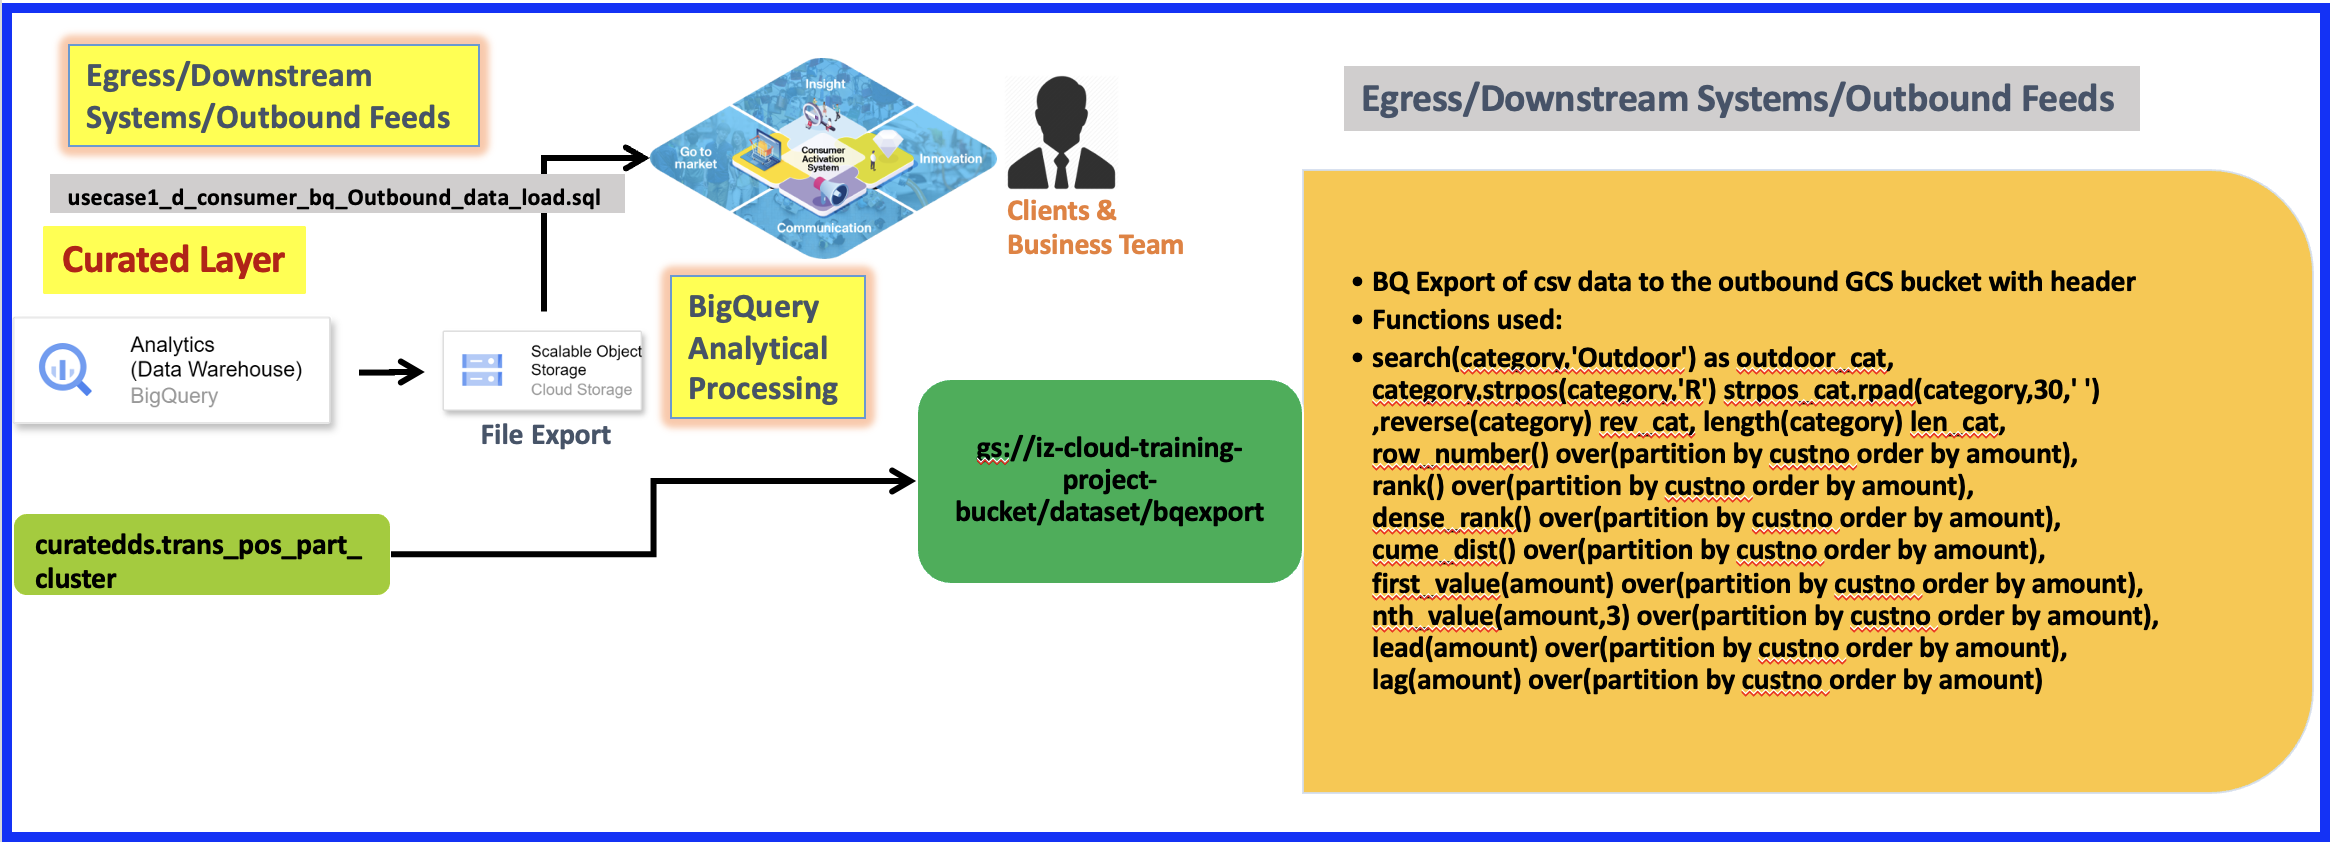 Egress/Downstream
Systems/Outbound Feeds
usecase1_d_consumer_bq_Outbound_data_load.sql
Curated Layer
Analytics
(Data Warehouse)
BigQuery
Scalable Object
Storage
Cloud Storage
File Export
Insight
Go to
market
Consumer
Activation
System
Innovation
Communication
Clients &
Business Team
BigQuery
Analytical
Processing
curatedds.trans_pos_part_
cluster
gs://iz-cloud-training-
project-
bucket/dataset/bqexport
Egress/Downstream Systems/Outbound Feeds
• BQ Export of csv data to the outbound GCS bucket with header
• Functions used:
• search(category,'Outdoor') as outdoor_cat,
category,strpos(category,'R') strpos_cat,rpad(category,30,' ')
,reverse(category) rev_cat, length(category) len_cat,
row_number() over(partition by custno order by amount),
rank() over(partition by custno order by amount),
dense_rank() over(partition by custno order by amount),
cume_dist() over(partition by custno order by amount),
first_value(amount) over(partition by custno order by amount),
nth_value(amount,3) over(partition by custno order by amount),
lead(amount) over(partition by custno order by amount),
lag(amount) over(partition by custno order by amount)